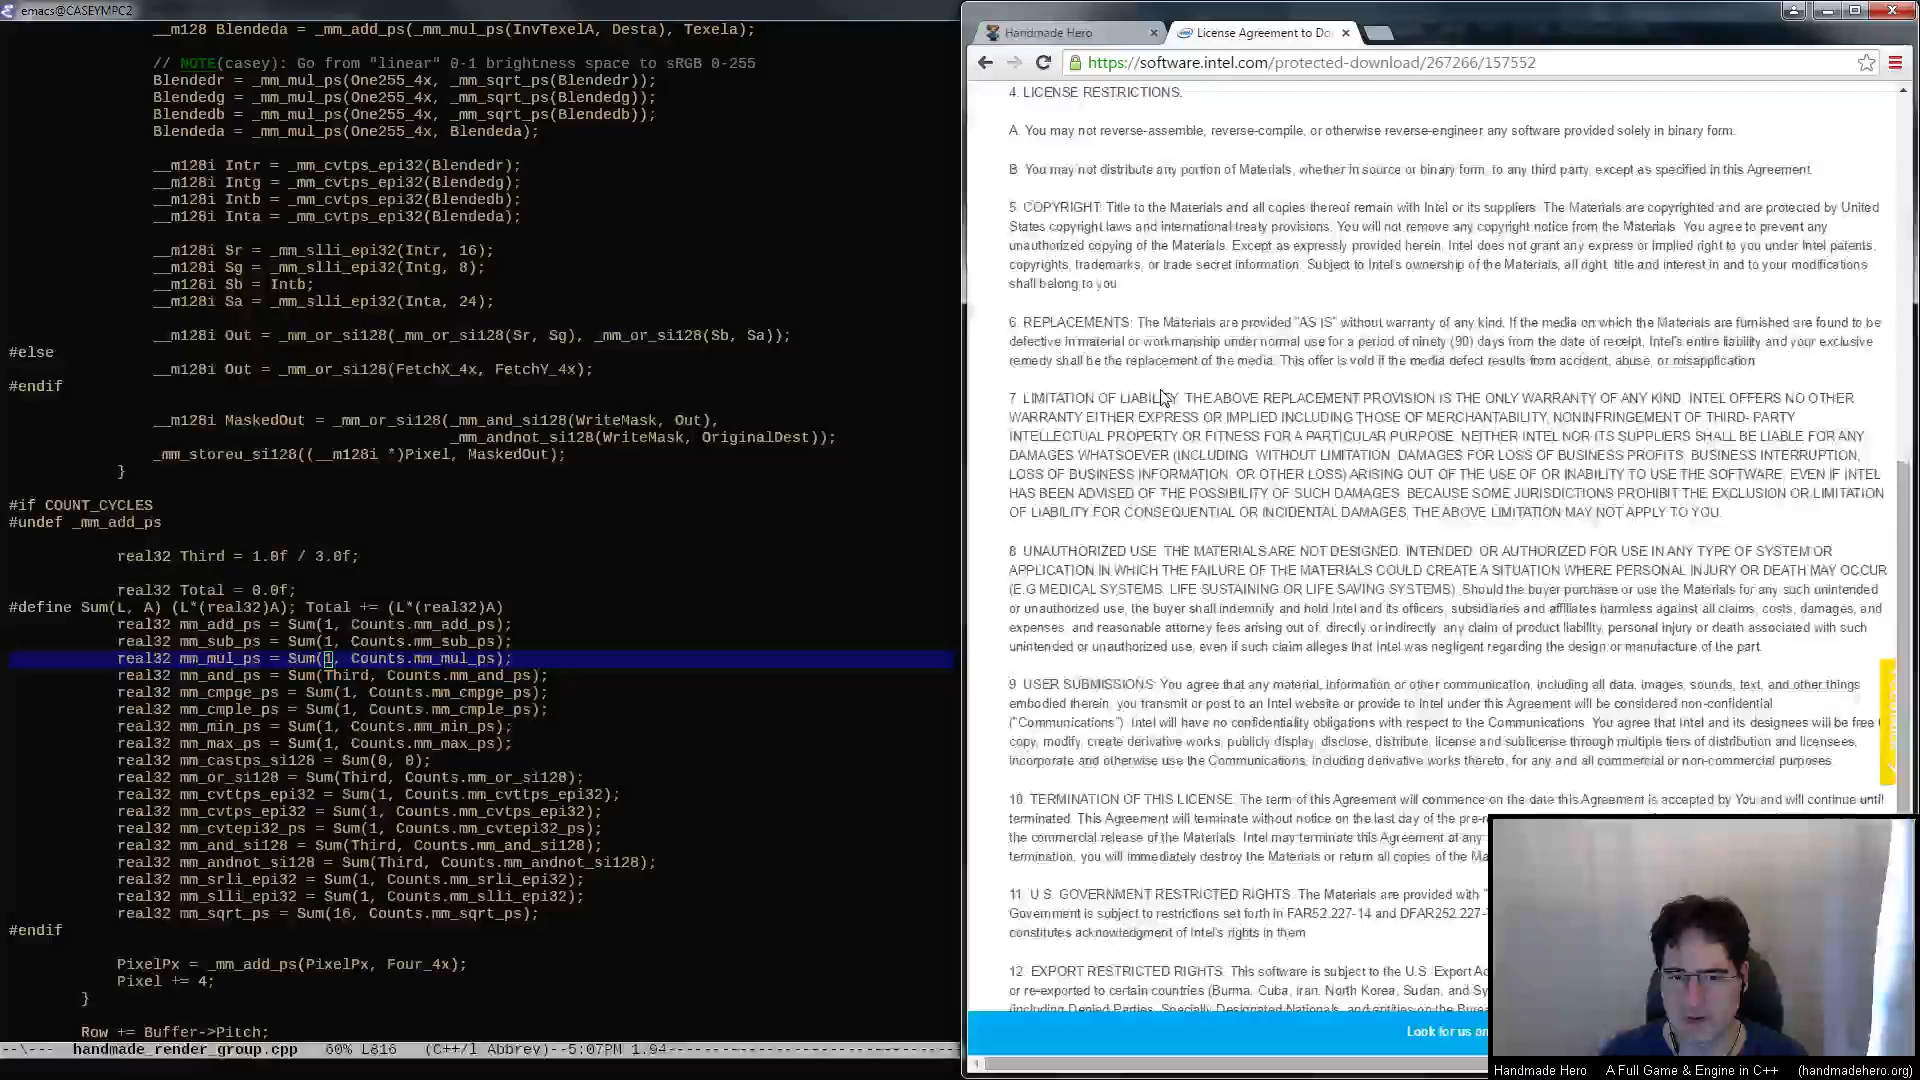 emacs@CASEYMPC2
__m128 Blendeda = _mm_add_ps(_mm_mul_ps(InvTexelA, Desta), Texela);
// NOTE(casey): Go from "linear" 0-1 brightness space to sRGB 0-255
Blendedr = _mm_mul_ps(One255_4x, _mm_sqrt_ps(Blendedr));
Blendedg = _mm_mul_ps(One255_4x, _mm_sqrt_ps(Blendedg));
Blendedb = _mm_mul_ps(One255_4x, _mm_sqrt_ps(Blendedb));
Blendeda = _mm_mul_ps(One255_4x, Blendeda);
__m128i Intr = _mm_cvtps_epi32(Blendedr);
__m128i Intg = _mm_cvtps_epi32(Blendedg);
__m128i Intb = _mm_cvtps_epi32(Blendedb);
__m128i Inta = _mm_cvtps_epi32(Blendeda);
__m128i Sr = _mm_slli_epi32(Intr, 16);
__m128i Sg = _mm_slli_epi32(Intg, 8);
__m128i Sb = Intb;
__m128i Sa = _mm_slli_epi32(Inta, 24);
__m128i Out = _mm_or_si128(_mm_or_si128(Sr, Sg), _mm_or_si128(Sb, Sa));
#else
__m128i Out = _mm_or_si128(FetchX_4x, FetchY_4x);
#endif
__m128i MaskedOut = _mm_or_si128(_mm_and_si128(WriteMask, Out),
_mm_andnot_si128(WriteMask, OriginalDest));
_mm_storeu_si128((__m128i *)Pixel, MaskedOut);
}
#if COUNT_CYCLES
#undef _mm_add_ps
real32 Third = 1.0f / 3.0f;
real32 Total = 0.0f;
#define Sum(L, A) (L*(real32)A); Total += (L*(real32)A)
real32 mm_add_ps = Sum(1, Counts.mm_add_ps);
real32 mm_sub_ps = Sum(1, Counts.mm_sub_ps);
real32 mm_mul_ps = Sum(1, Counts.mm_mul_ps);
real32 mm_and_ps = Sum(Third, Counts.mm_and_ps);
real32 mm_cmpge_ps = Sum(1, Counts.mm_cmpge_ps);
real32 mm_cmple_ps = Sum(1, Counts.mm_cmple_ps);
real32 mm_min_ps = Sum(1, Counts.mm_min_ps);
real32 mm_max_ps = Sum(1, Counts.mm_max_ps);
real32 mm_castps_si128 = Sum(0, 0);
real32 mm_or_si128 = Sum(Third, Counts.mm_or_si128);
real32 mm_cvttps_epi32 = Sum(1, Counts.mm_cvttps_epi32);
real32 mm_cvtps_epi32 = Sum(1, Counts.mm_cvtps_epi32);
real32 mm_cvtepi32_ps = Sum(1, Counts.mm_cvtepi32_ps);
real32 mm_and_si128 = Sum(Third, Counts.mm_and_si128);
real32 mm_andnot_si128 = Sum(Third, Counts.mm_andnot_si128);
real32 mm_srli_epi32 = Sum(1, Counts.mm_srli_epi32);
real32 mm_slli_epi32 = Sum(1, Counts.mm_slli_epi32);
real32 mm_sqrt_ps = Sum(16, Counts.mm_sqrt_ps);
#endif
PixelPx = _mm_add_ps(PixelPx, Four_4x);
Pixel += 4;
}
Row += Buffer->Pitch;
--\--- handmade_render_group.cpp 60% L816 (C++/l Abbrev)--5:07PM 1.94
Handmade Hero
License Agreement to Do
https://software.intel.com/protected-download/267266/157552
4. LICENSE RESTRICTIONS.
A. You may not reverse-assemble, reverse-compile, or otherwise reverse-engineer any software provided solely in binary form.
B. You may not distribute any portion of Materials, whether in source or binary form, to any third party, except as specified in this Agreement.
5. COPYRIGHT. Title to the Materials and all copies thereof remain with Intel or its suppliers. The Materials are copyrighted and are protected by United
States copyright laws and international treaty provisions. You will not remove any copyright notice from the Materials. You agree to prevent any
unauthorized copying of the Materials. Except as expressly provided herein, Intel does not grant any express or implied right to you under Intel patents,
copyrights, trademarks, or trade secret information. Subject to Intel's ownership of the Materials, all right, title and interest in and to your modifications
shall belong to you
6. REPLACEMENTS: The Materials are provided "AS IS" without warranty of any kind. If the media on which the Materials are furnished are found to be
defective in material or workmanship under normal use for a period of ninety (90) days from the date of receipt, Intel's entire liability and your exclusive
remedy shall be the replacement of the media. This offer is void if the media defect results from accident, abuse, or misapplication
7. LIMITATION OF LIABILITY. THE ABOVE REPLACEMENT PROVISION IS THE ONLY WARRANTY OF ANY KIND. INTEL OFFERS NO OTHER
WARRANTY EITHER EXPRESS OR IMPLIED INCLUDING THOSE OF MERCHANTABILITY, NONINFRINGEMENT OF THIRD- PARTY
INTELLECTUAL PROPERTY OR FITNESS FOR A PARTICULAR PURPOSE. NEITHER INTEL NOR ITS SUPPLIERS SHALL BE LIABLE FOR ANY
DAMAGES WHATSOEVER (INCLUDING, WITHOUT LIMITATION, DAMAGES FOR LOSS OF BUSINESS PROFITS, BUSINESS INTERRUPTION,
LOSS OF BUSINESS INFORMATION, OR OTHER LOSS) ARISING OUT OF THE USE OF OR INABILITY TO USE THE SOFTWARE, EVEN IF INTEL
HAS BEEN ADVISED OF THE POSSIBILITY OF SUCH DAMAGES. BECAUSE SOME JURISDICTIONS PROHIBIT THE EXCLUSION OR LIMITATION
OF LIABILITY FOR CONSEQUENTIAL OR INCIDENTAL DAMAGES, THE ABOVE LIMITATION MAY NOT APPLY TO YOU.
8. UNAUTHORIZED USE. THE MATERIALS ARE NOT DESIGNED, INTENDED, OR AUTHORIZED FOR USE IN ANY TYPE OF SYSTEM OR
APPLICATION IN WHICH THE FAILURE OF THE MATERIALS COULD CREATE A SITUATION WHERE PERSONAL INJURY OR DEATH MAY OCCUR
(E.G MEDICAL SYSTEMS, LIFE SUSTAINING OR LIFE SAVING SYSTEMS). Should the buyer purchase or use the Materials for any such unintended
or unauthorized use, the buyer shall indemnify and hold Intel and its officers, subsidiaries and affiliates harmless against all claims, costs, damages, and
expenses, and reasonable attorney fees arising out of, directly or indirectly, any claim of product liability, personal injury or death associated with such
unintended or unauthorized use, even if such claim alleges that Intel was negligent regarding the design or manufacture of the part.
9. USER SUBMISSIONS: You agree that any material, information or other communication, including all data, images, sounds, text, and other things
embodied therein, you transmit or post to an Intel website or provide to Intel under this Agreement will be considered non-confidential
("Communications"). Intel will have no confidentiality obligations with respect to the Communications. You agree that Intel and its designees will be free
copy, modify, create derivative works, publicly display, disclose, distribute, license and sublicense through multiple tiers of distribution and licensees,
incorporate and otherwise use the Communications, including derivative works thereto, for any and all commercial or non-commercial purposes
10. TERMINATION OF THIS LICENSE. The term of this Agreement will commence on the date this Agreement is accepted by You and will continue until
terminated. This Agreement will terminate without notice on the last day of the pre-r
the commercial release of the Materials. Intel may terminate this Agreement at any
termination, you will immediately destroy the Materials or return all copies of the Ma
11. U.S. GOVERNMENT RESTRICTED RIGHTS. The Materials are provided with "
Government is subject to restrictions set forth in FAR52.227-14 and DFAR252.227-
constitutes acknowledgment of Intel's rights in them
12. EXPORT RESTRICTED RIGHTS. This software is subject to the U.S. Export Ac
or re-exported to certain countries (Burma, Cuba, Iran, North Korea, Sudan, and Sy
(including Denied Parties, Specially Designated Nationals, and entities on the Bure
Look for us on
Handmade Hero A Full Game & Engine in C++ (handmadehero.org)